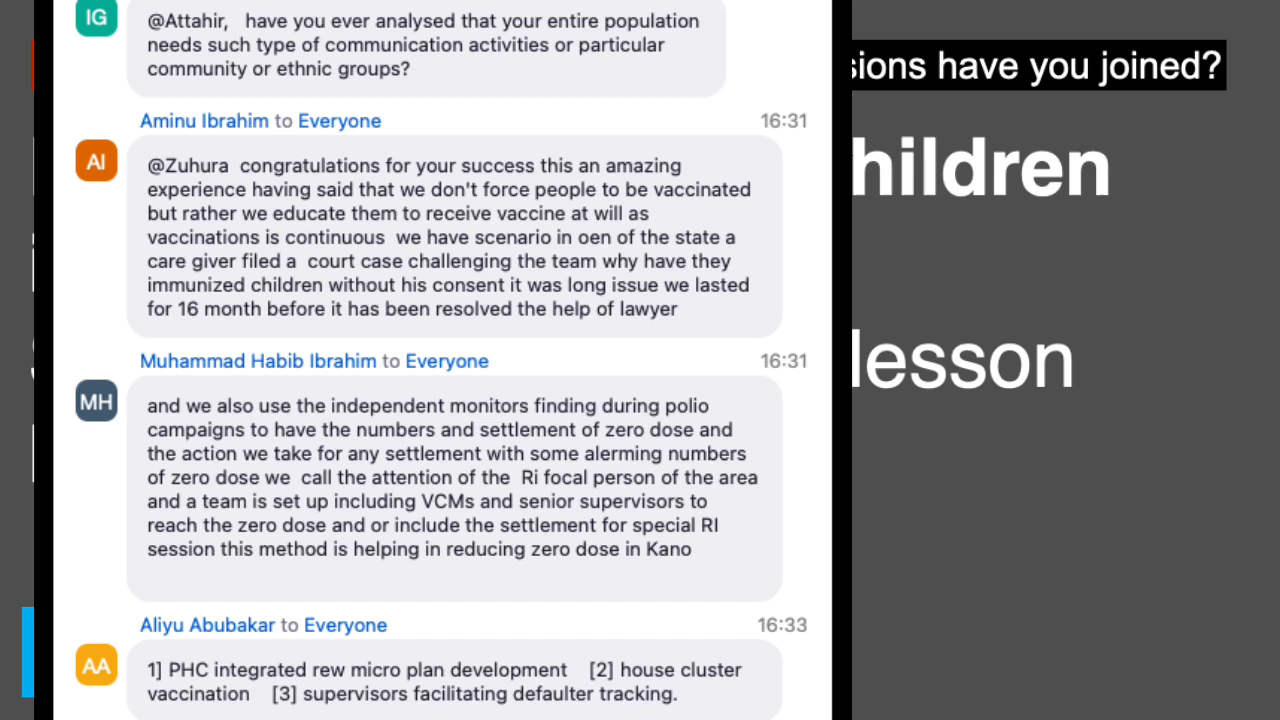 IG
@Attahir, have you ever analysed that your entire population
needs such type of communication activities or particular
community or ethnic groups?
Aminu Ibrahim to Everyone 16:31
AI
@Zuhura congratulations for your success this an amazing
experience having said that we don't force people to be vaccinated
but rather we educate them to receive vaccine at will as
vaccinations is continuous we have scenario in oen of the state a
care giver filed a court case challenging the team why have they
immunized children without his consent it was long issue we lasted
for 16 month before it has been resolved the help of lawyer
Muhammad Habib Ibrahim to Everyone 16:31
MH
and we also use the independent monitors finding during polio
campaigns to have the numbers and settlement of zero dose and
the action we take for any settlement with some alerming numbers
of zero dose we call the attention of the Ri focal person of the area
and a team is set up including VCMs and senior supervisors to
reach the zero dose and or include the settlement for special RI
session this method is helping in reducing zero dose in Kano
Aliyu Abubakar to Everyone 16:33
AA
1] PHC integrated rew micro plan development [2] house cluster
vaccination [3] supervisors facilitating defaulter tracking.
sions have you joined?
hildren
lesson